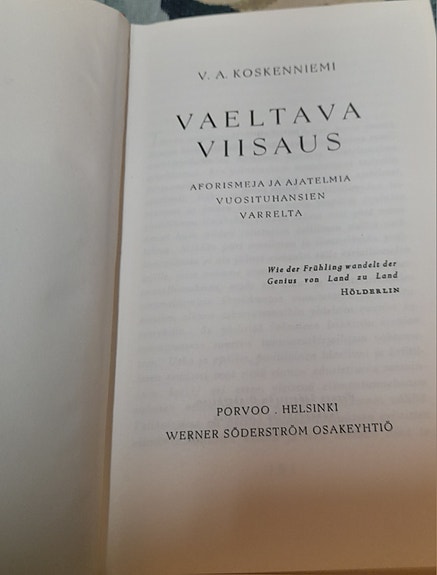 V. A. KOSKENNIEMI
VAELTAVA
VIISAUS
AFORISMEJA JA AJATELMIA
VUOSITUHANSIEN
VARRELTA
Wie der Frühling wandelt der
Genius von Land zu Land
HÖLDERLIN
PORVOO . HELSINKI
WERNER SÖDERSTRÖM OSAKEYHTIÖ